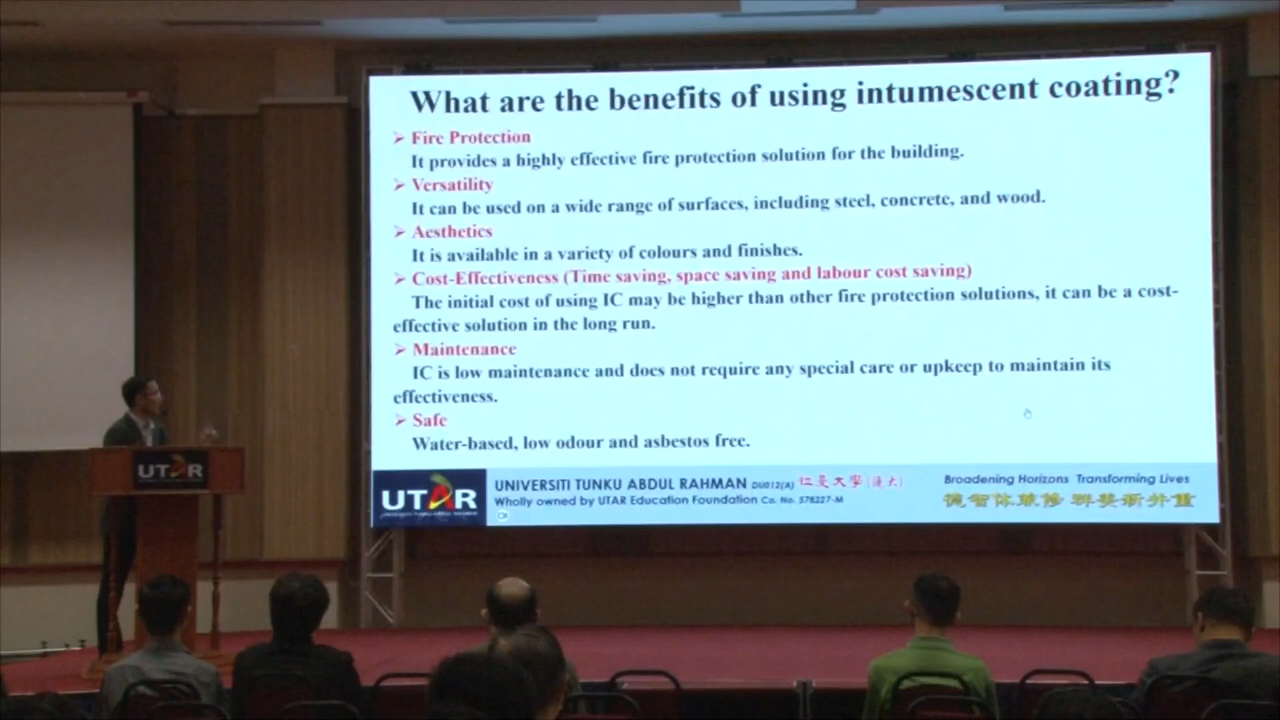 What are the benefits of using intumescent coating?
➢ Fire Protection
It provides a highly effective fire protection solution for the building.
➢ Versatility
It can be used on a wide range of surfaces, including steel, concrete, and wood.
➢ Aesthetics
It is available in a variety of colours and finishes.
➢ Cost-Effectiveness (Time saving, space saving and labour cost saving)
The initial cost of using IC may be higher than other fire protection solutions, it can be a cost-
effective solution in the long run.
➢ Maintenance
IC is low maintenance and does not require any special care or upkeep to maintain its
effectiveness.
➢ Safe
Water-based, low odour and asbestos free.
UTAR
UNIVERSITI TUNKU ABDUL RAHMAN DU012(A)
Wholly owned by UTAR Education Foundation Co. No. 578227-M
Broadening Horizons Transforming Lives
UTAR